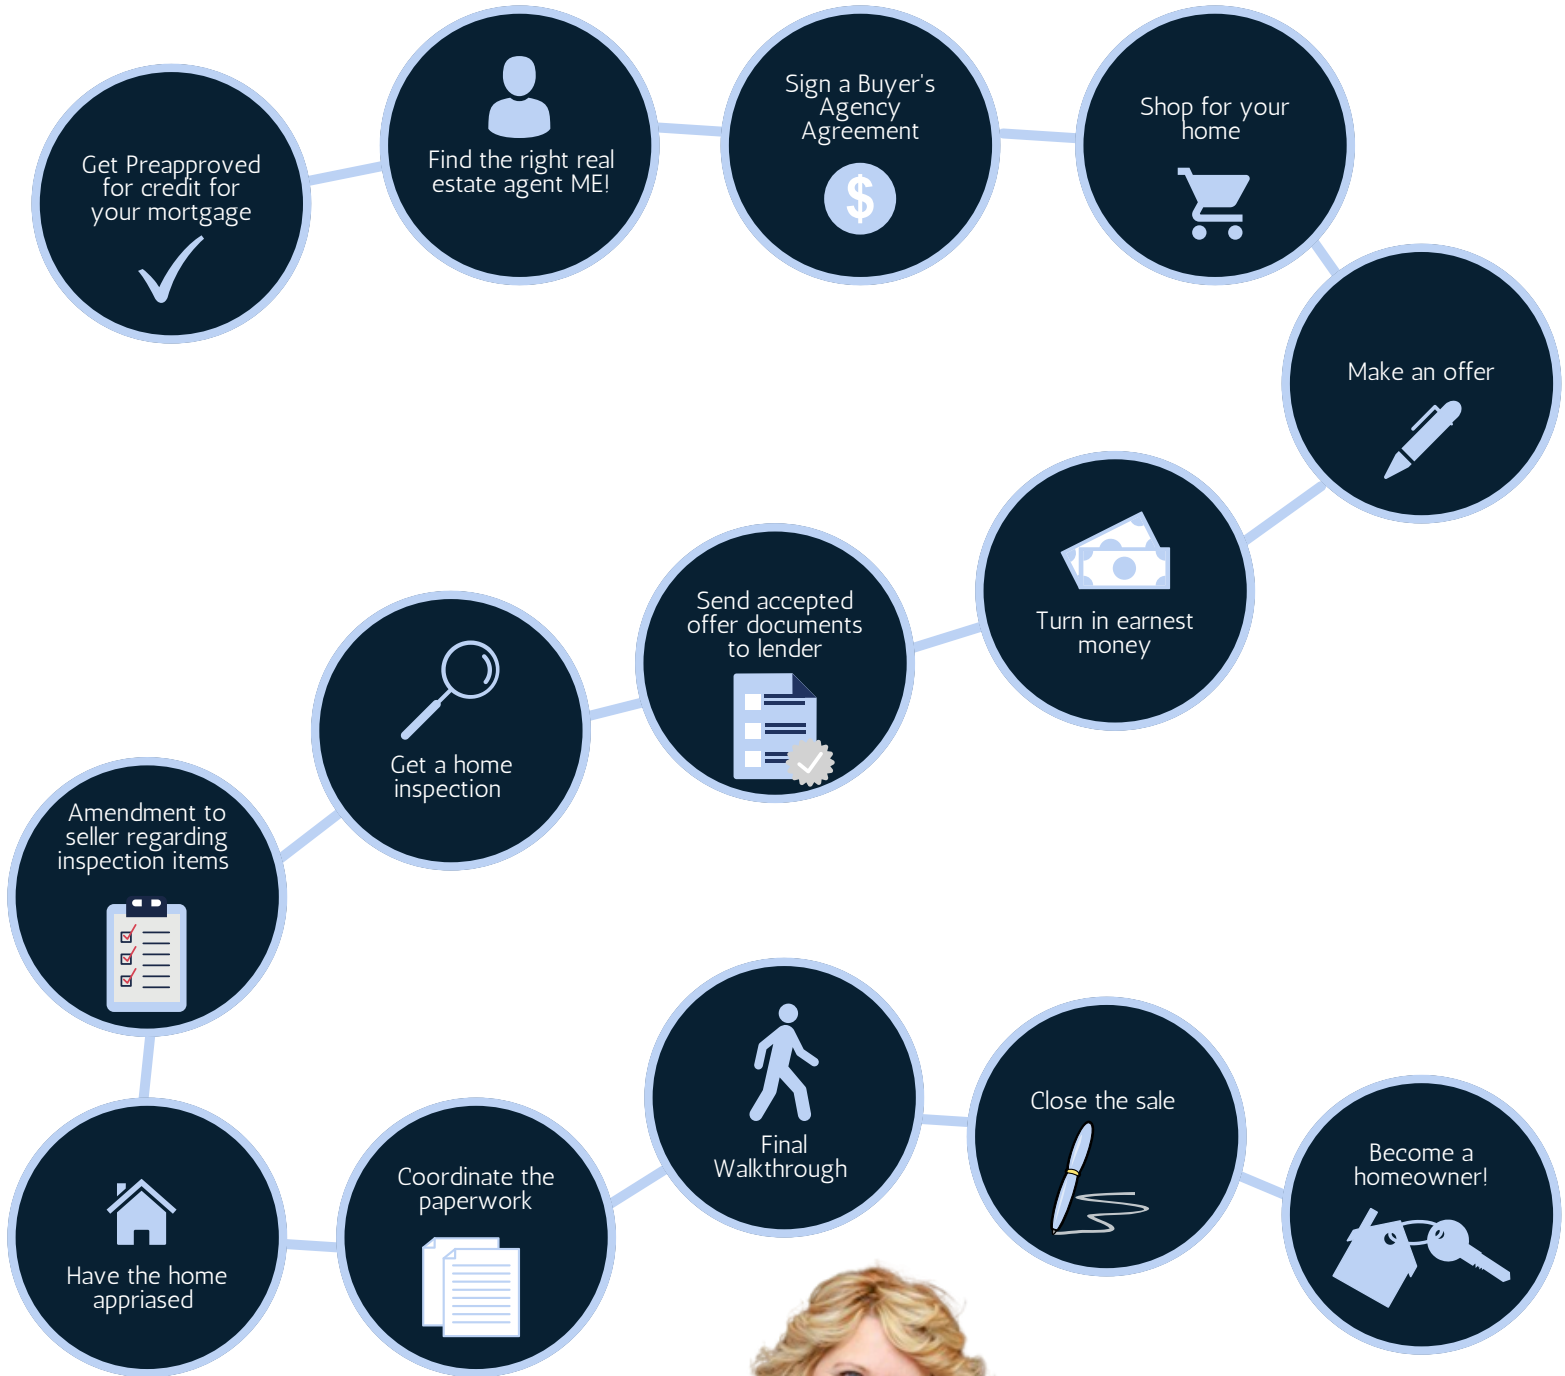 Get Preapproved
for credit for
your mortgage
Find the right real
estate agent ME!
Sign a Buyer's
Agency
Agreement
$
Shop for your
home
Make an offer
Turn in earnest
money
Send accepted
offer documents
to lender
Get a home
inspection
Amendment to
seller regarding
inspection items
Have the home
appriased
Coordinate the
paperwork
Final
Walkthrough
Close the sale
Become a
homeowner!